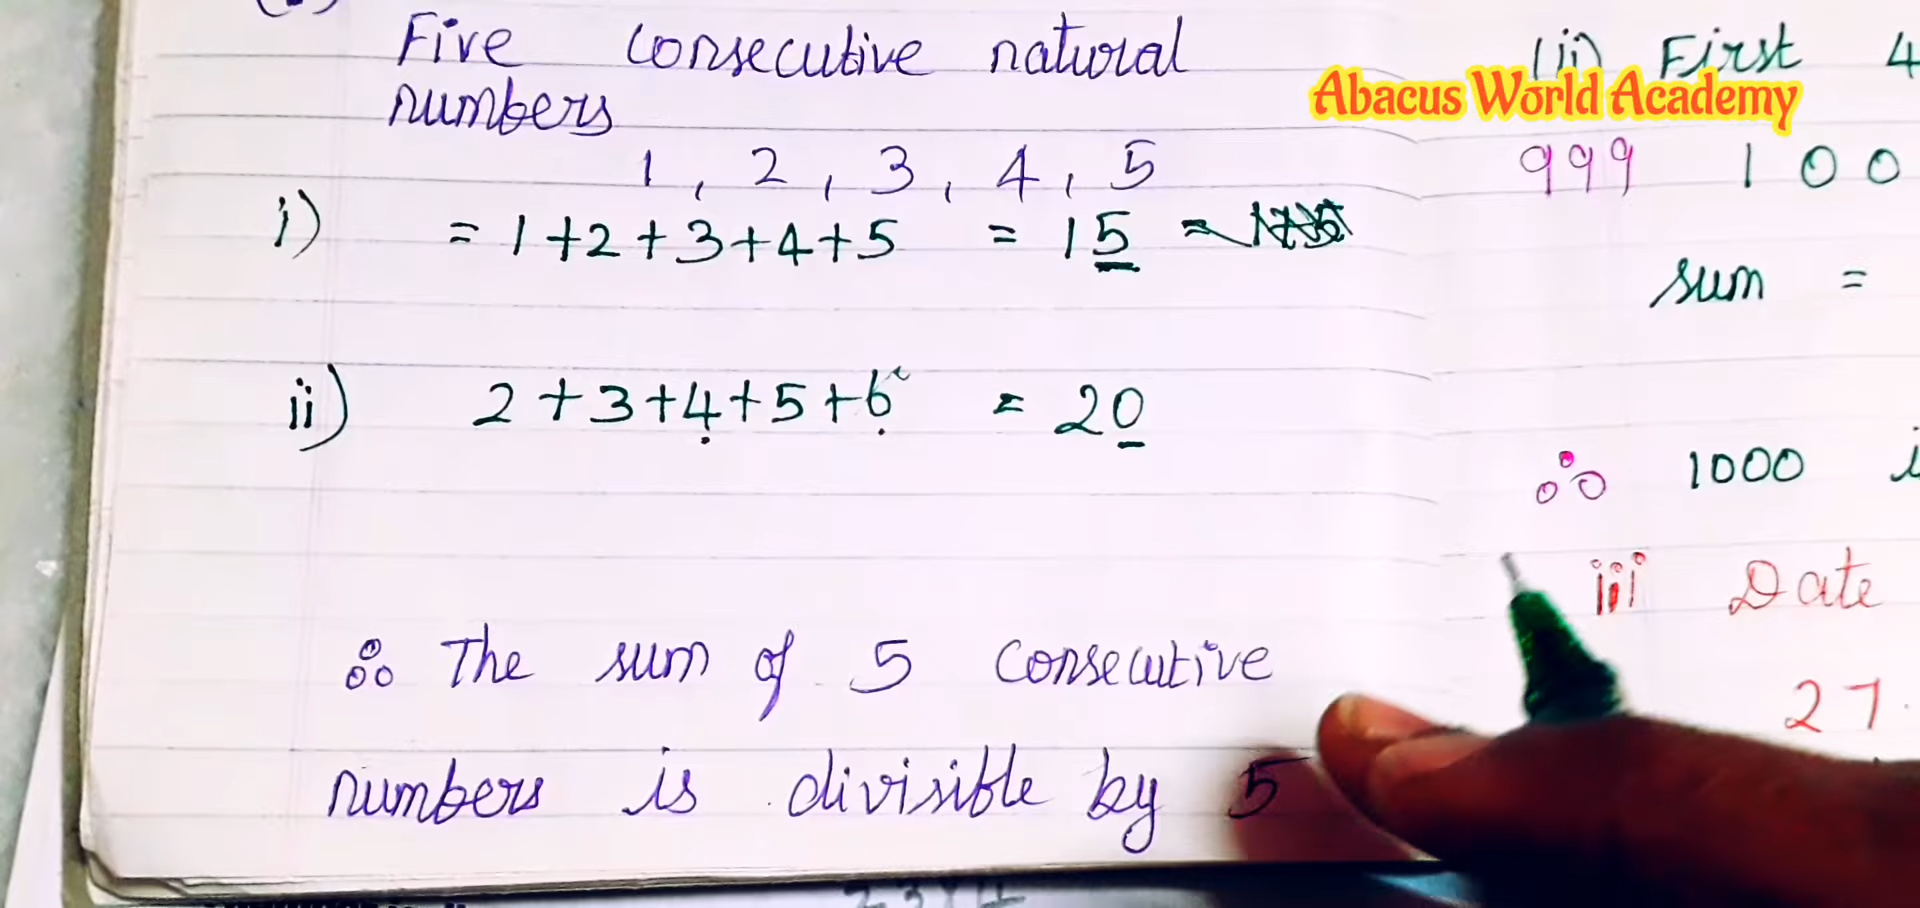 Five consecutive natural
numbers
1, 2, 3, 4, 5
i) = 1+2+3+4+5 = 15 =
ii) 2+3+4+5+6 = 20
∴ The sum of 5 consecutive
numbers is divisible by 5
(ii) First 4
Abacus World Academy
999 100
sum =
∴ 1000 i
iii Date
27